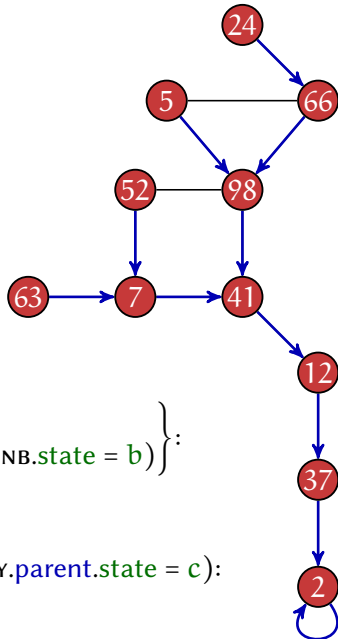 24
5 66
52 98
63 7 41
12
NB.state = b)}:
37
.parent.state = c):
2